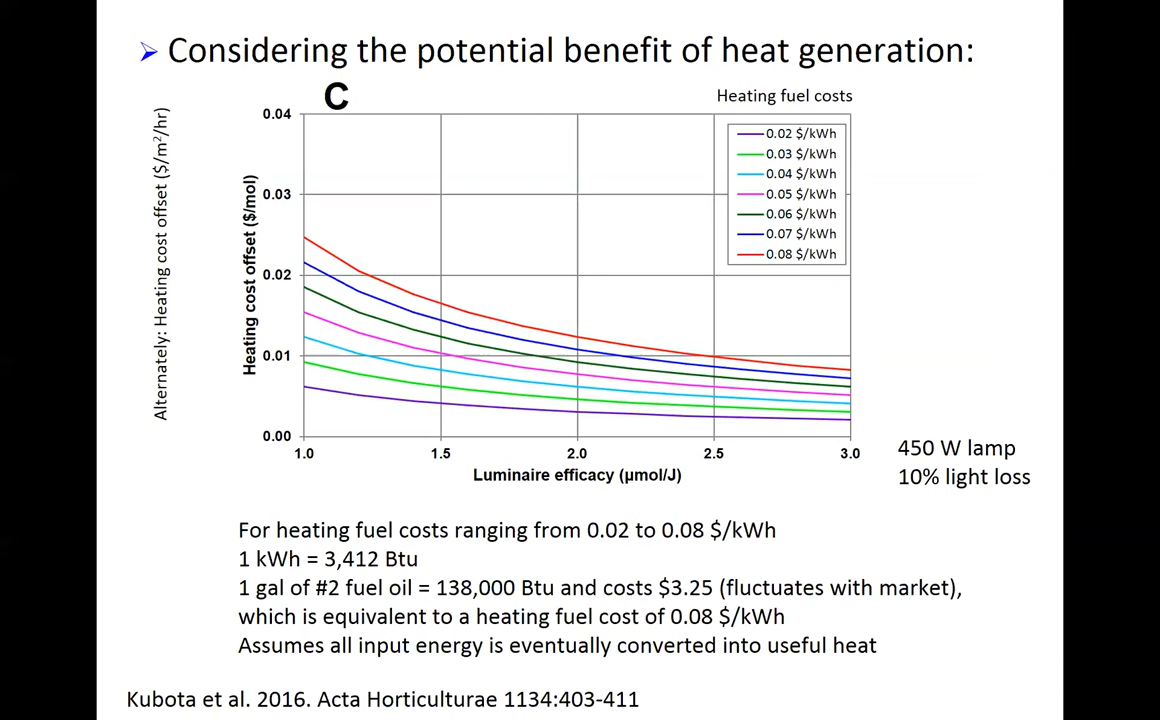 Considering the potential benefit of heat generation:
C
Heating fuel costs
Alternately: Heating cost offset ($/m²/hr)
Heating cost offset ($/mol)
0.04
0.03
0.02
0.01
0.00
0.02 $/kWh
0.03 $/kWh
0.04 $/kWh
0.05 $/kWh
0.06 $/kWh
0.07 $/kWh
0.08 $/kWh
1.0 1.5 2.0 2.5 3.0
Luminaire efficacy (µmol/J)
450 W lamp
10% light loss
For heating fuel costs ranging from 0.02 to 0.08 $/kWh
1 kWh = 3,412 Btu
1 gal of #2 fuel oil = 138,000 Btu and costs $3.25 (fluctuates with market),
which is equivalent to a heating fuel cost of 0.08 $/kWh
Assumes all input energy is eventually converted into useful heat
Kubota et al. 2016. Acta Horticulturae 1134:403-411